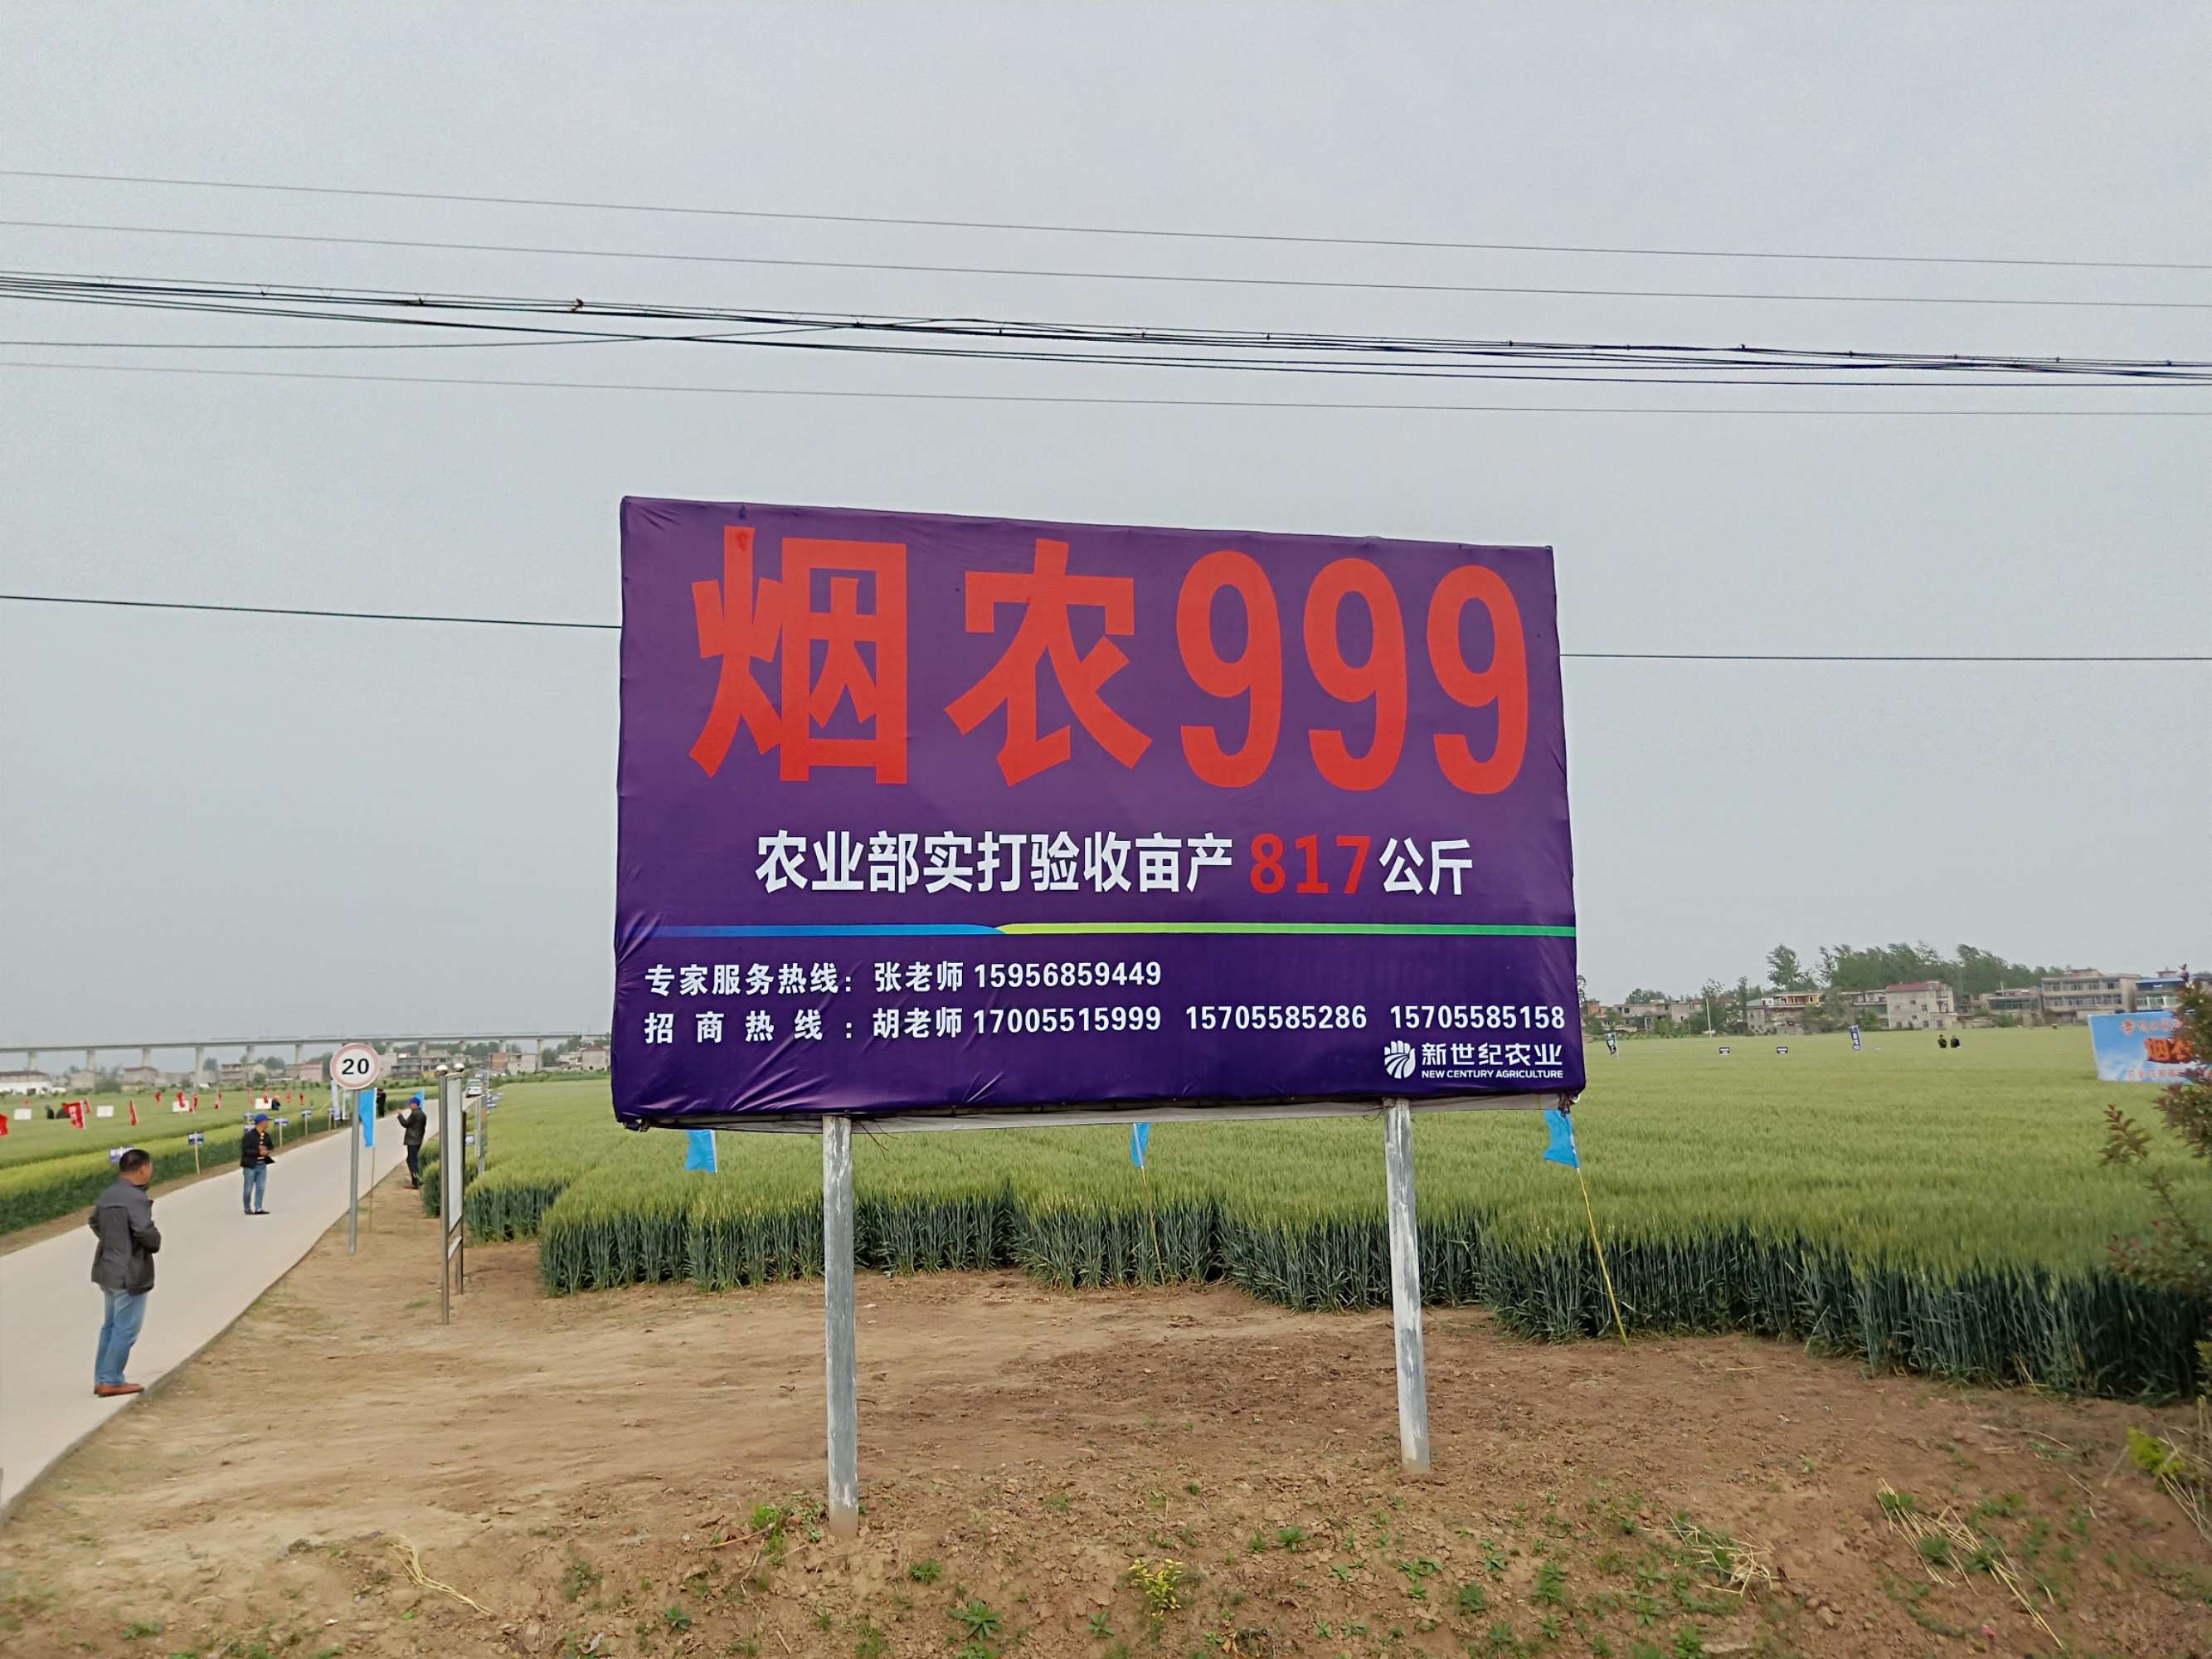 烟农999
农业部实打验收亩产817公斤
专家服务热线：张老师 15956859449
招商热线：胡老师 17005515999 15705585286 15705585158
新世纪农业
NEW CENTURY AGRICULTURE
20